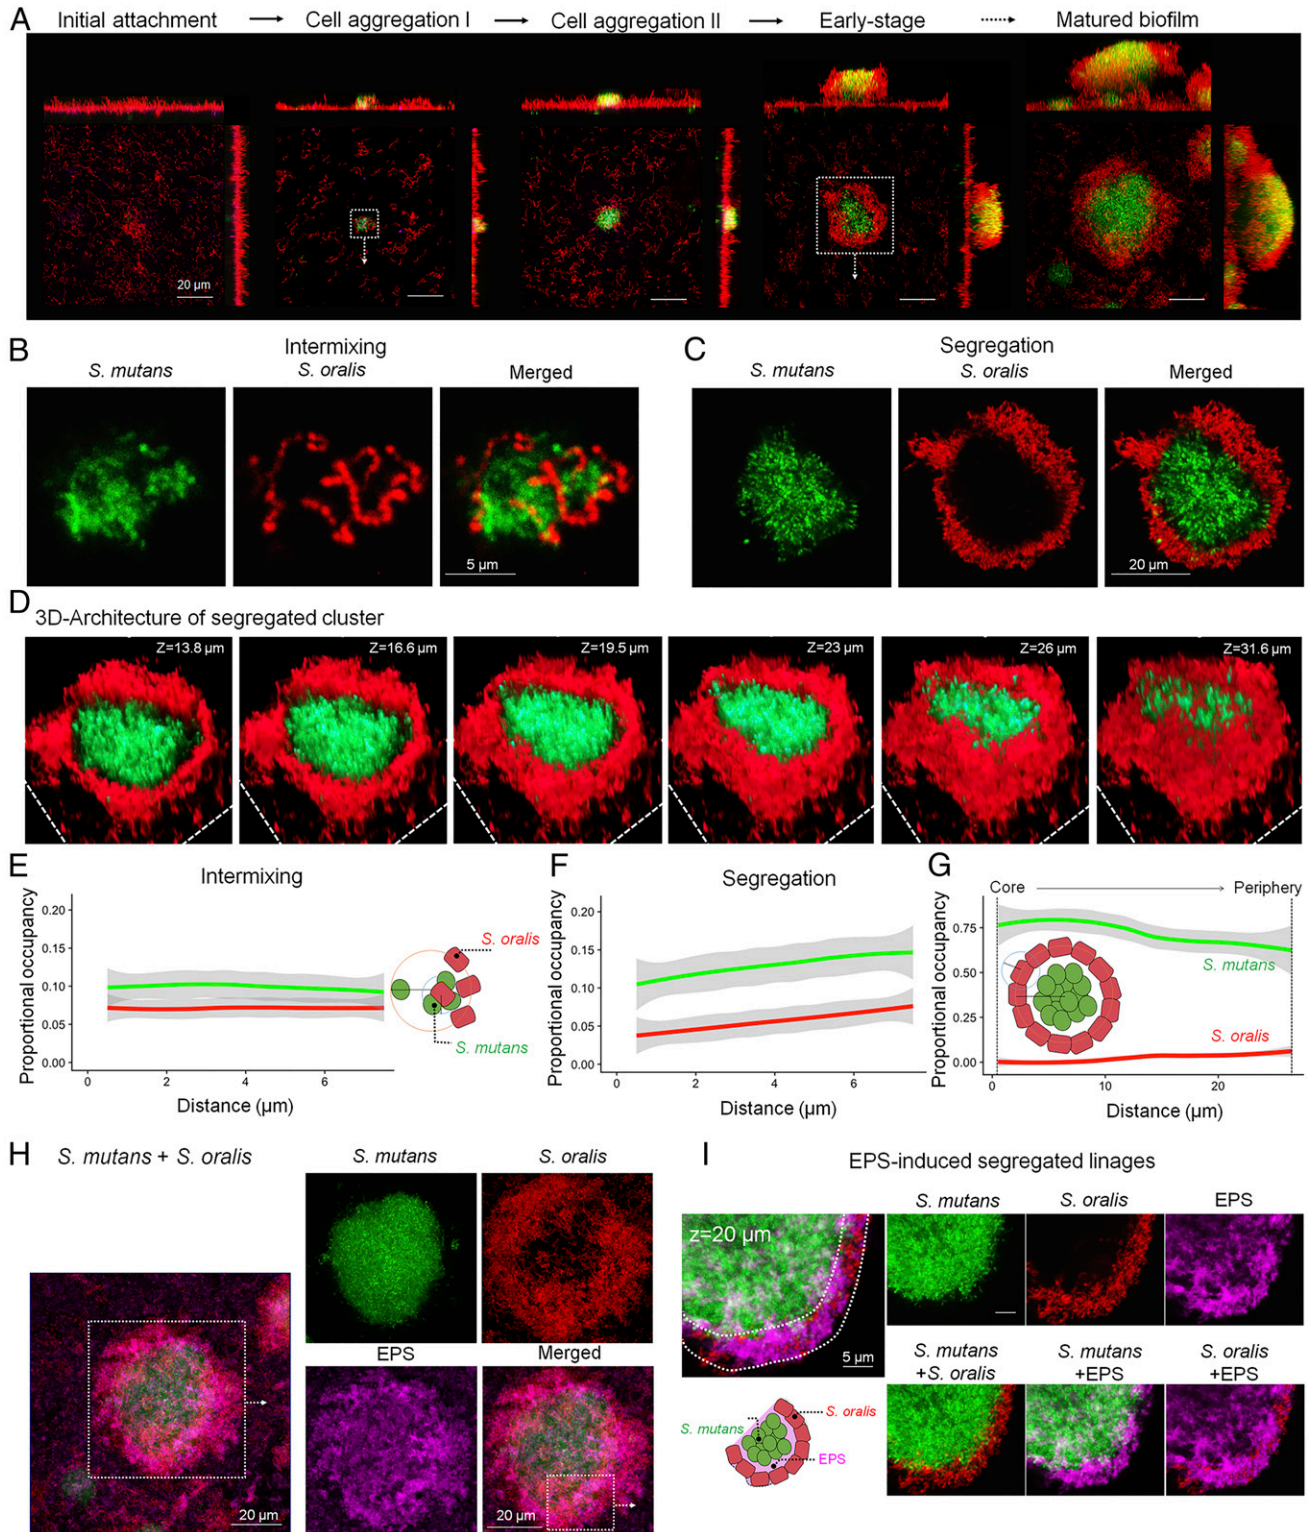 A
Initial attachment
Cell aggregation I
Cell aggregation II
Early-stage
Matured biofilm
20 µm
B
Intermixing
S. mutans
S. oralis
Merged
5 µm
C
Segregation
S. mutans
S. oralis
Merged
20 µm
D
3D-Architecture of segregated cluster
Z=13.8 µm
Z=16.6 µm
Z=19.5 µm
Z=23 µm
Z=26 µm
Z=31.6 µm
E
Intermixing
Proportional occupancy
0.20
0.15
0.10
0.05
0.00
0
2
4
6
Distance (µm)
S. oralis
S. mutans
F
Segregation
Proportional occupancy
0.20
0.15
0.10
0.05
0.00
0
2
4
6
Distance (µm)
G
Core
Periphery
Proportional occupancy
0.75
0.50
0.25
0.00
0
10
20
Distance (µm)
S. mutans
S. oralis
H
S. mutans + S. oralis
20 µm
S. mutans
S. oralis
EPS
Merged
20 µm
I
EPS-induced segregated linages
z=20 µm
5 µm
S. mutans
S. oralis
EPS
S. mutans
+S. oralis
S. mutans
+EPS
S. oralis
+EPS
S. mutans
S. oralis
EPS